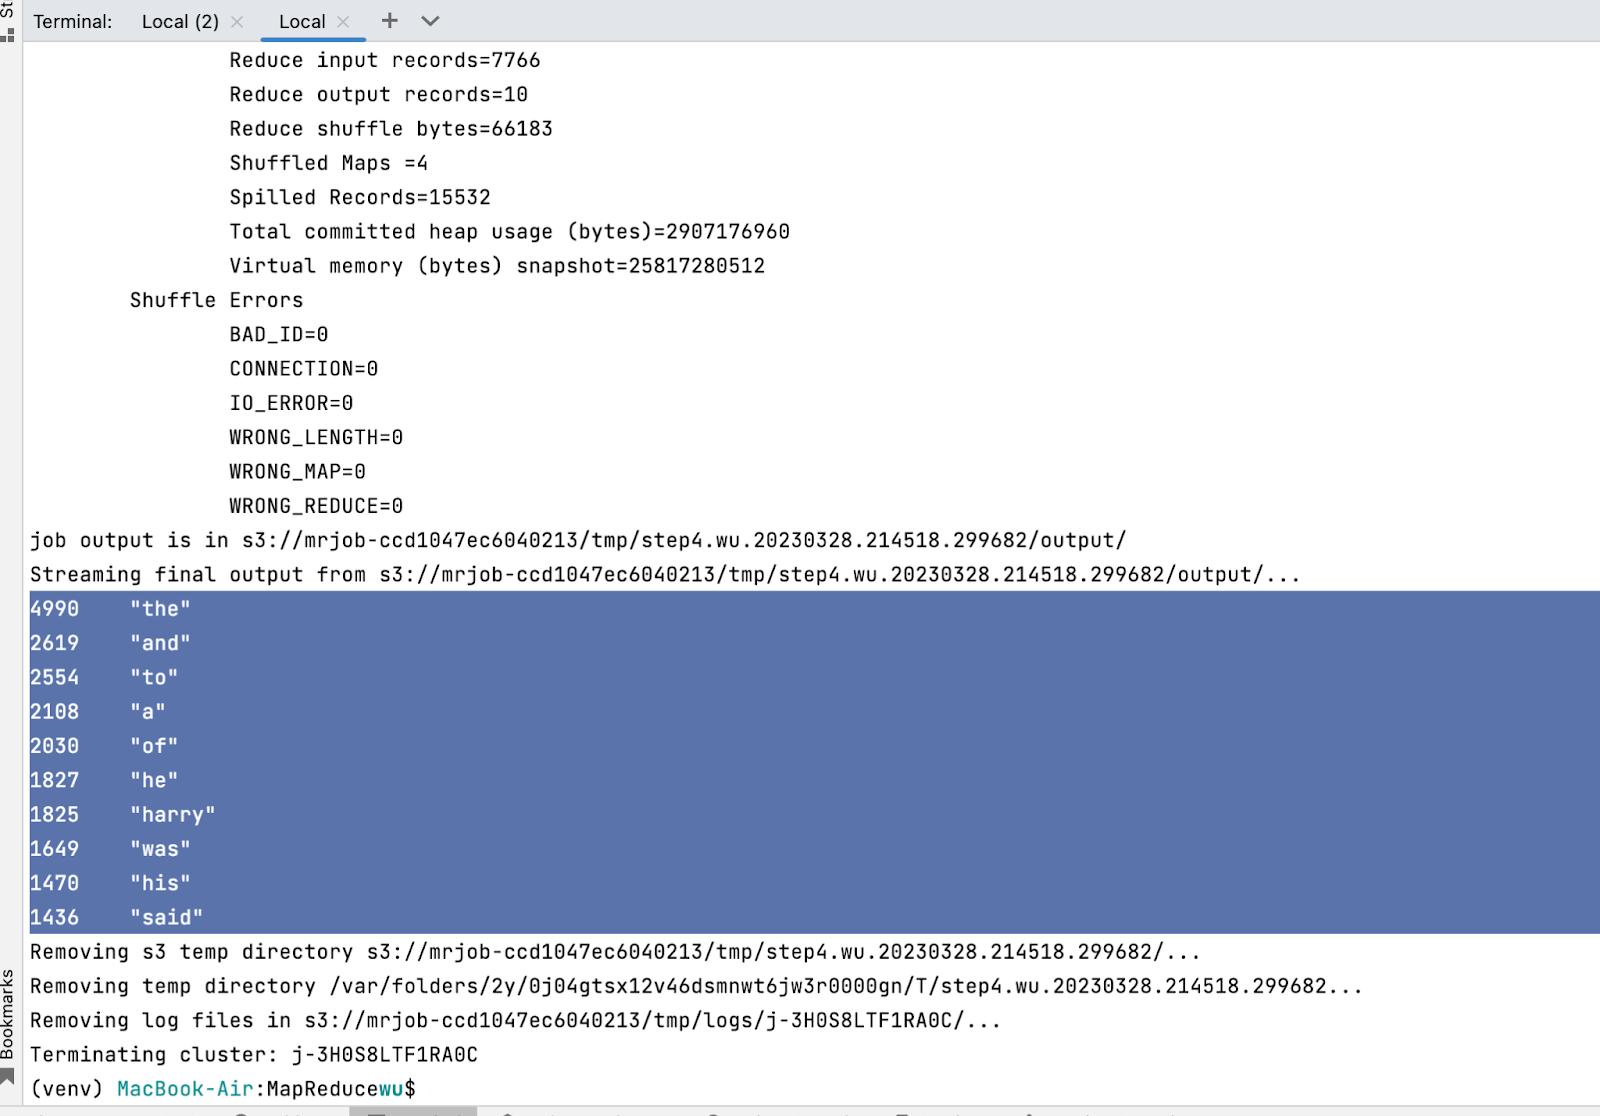 Terminal: Local (2) Local
Reduce input records=7766
Reduce output records=10
Reduce shuffle bytes=66183
Shuffled Maps =4
Spilled Records=15532
Total committed heap usage (bytes)=2907176960
Virtual memory (bytes) snapshot=25817280512
Shuffle Errors
BAD_ID=0
CONNECTION=0
IO_ERROR=0
WRONG_LENGTH=0
WRONG_MAP=0
WRONG_REDUCE=0
job output is in s3://mrjob-ccd1047ec6040213/tmp/step4.wu.20230328.214518.299682/output/
Streaming final output from s3://mrjob-ccd1047ec6040213/tmp/step4.wu.20230328.214518.299682/output/...
4990 "the"
2619 "and"
2554 "to"
2108 "a"
2030 "of"
1827 "he"
1825 "harry"
1649 "was"
1470 "his"
1436 "said"
Removing s3 temp directory s3://mrjob-ccd1047ec6040213/tmp/step4.wu.20230328.214518.299682/...
Removing temp directory /var/folders/2y/0j04gtsx12v46dsmnwt6jw3r0000gn/T/step4.wu.20230328.214518.299682...
Removing log files in s3://mrjob-ccd1047ec6040213/tmp/logs/j-3H0S8LTF1RA0C/...
Terminating cluster: j-3H0S8LTF1RA0C
(venv) MacBook-Air:MapReducewu$
Bookmarks